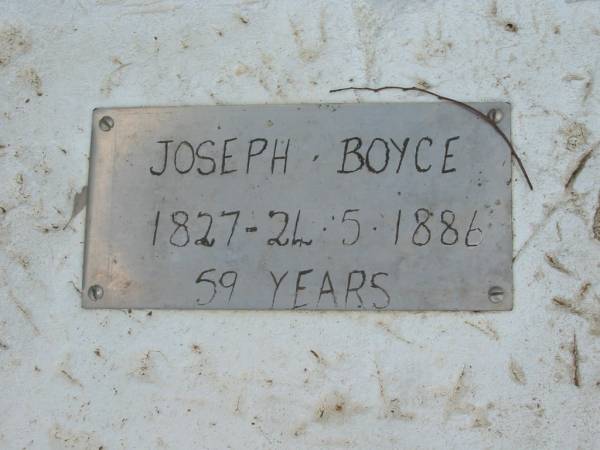 JOSEPH . BOYCE
1827-24.5.1886
59 YEARS